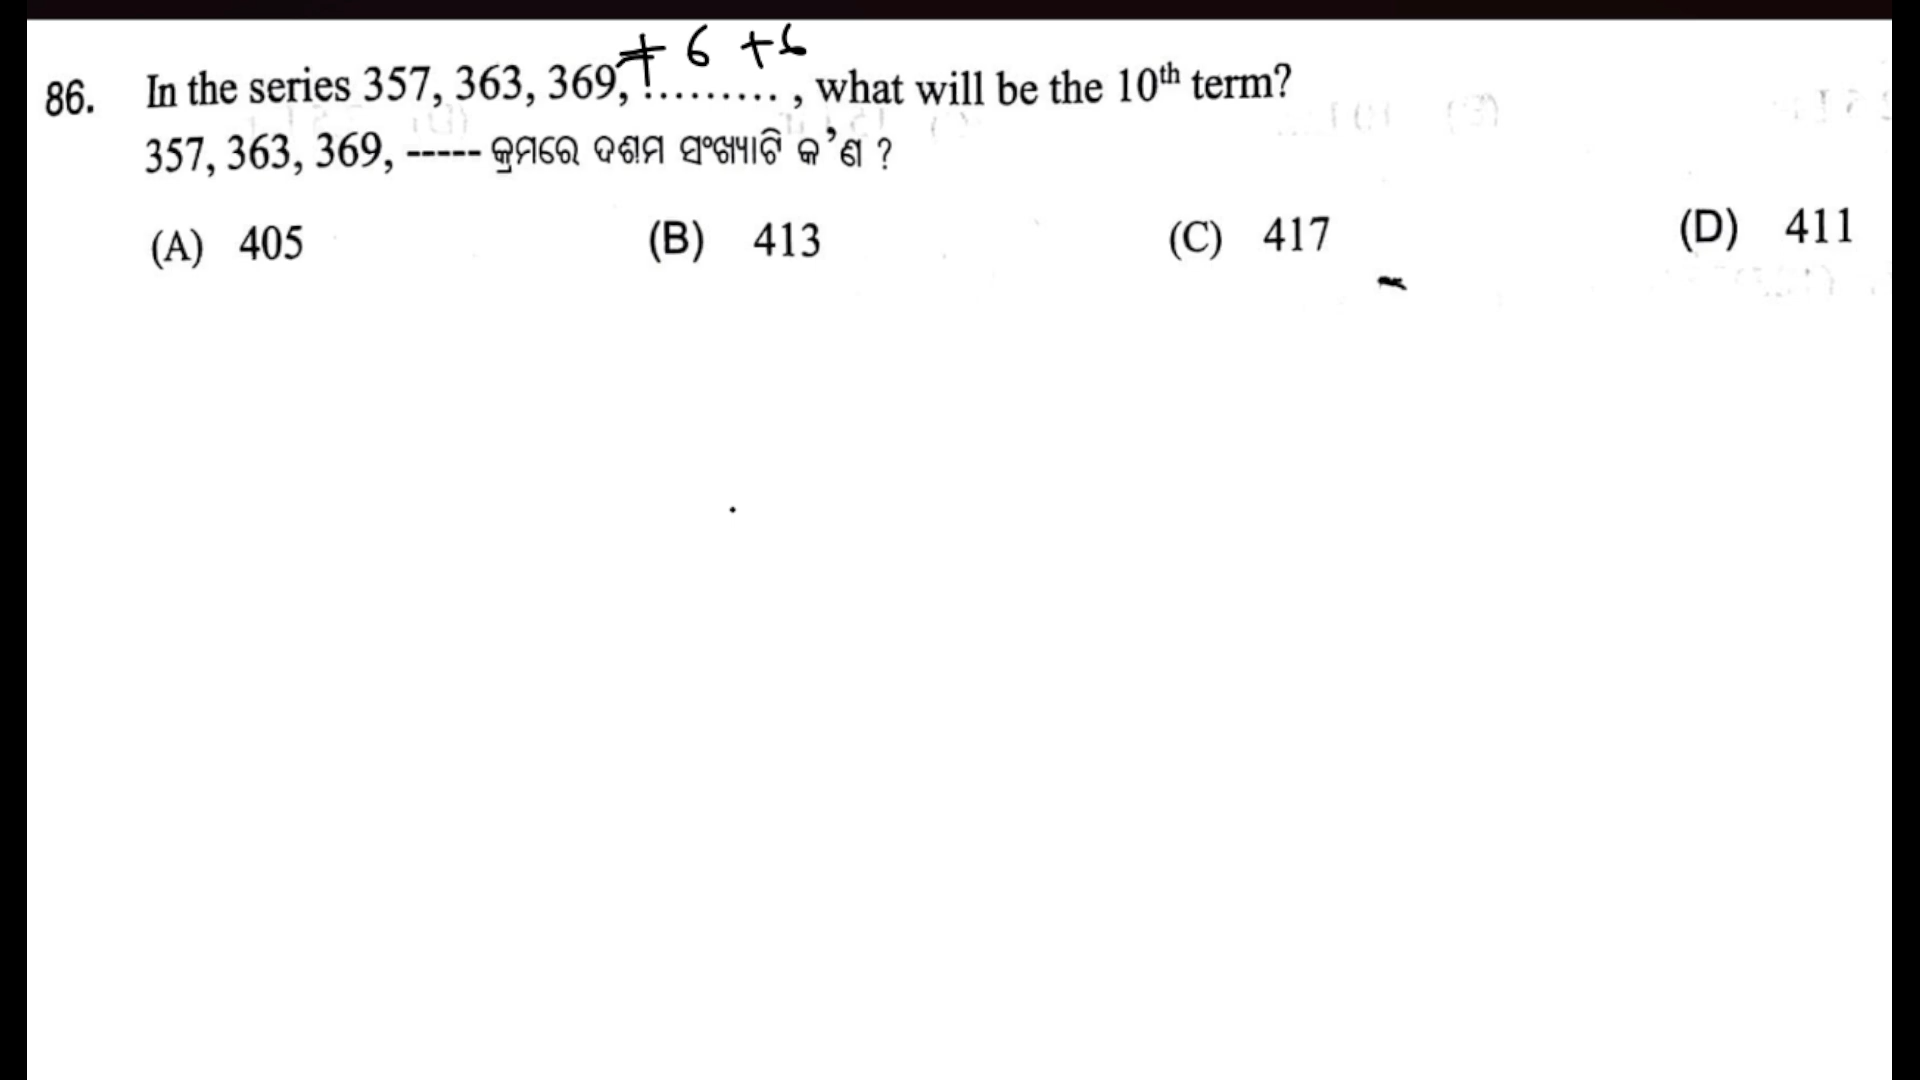 + 6 +6
86. In the series 357, 363, 369, ........., what will be the 10th term?
357, 363, 369, ----- କ୍ରମରେ ଦଶମ ସଂଖ୍ୟାଟି କ'ଣ ?
(A) 405 (B) 413 (C) 417 (D) 411